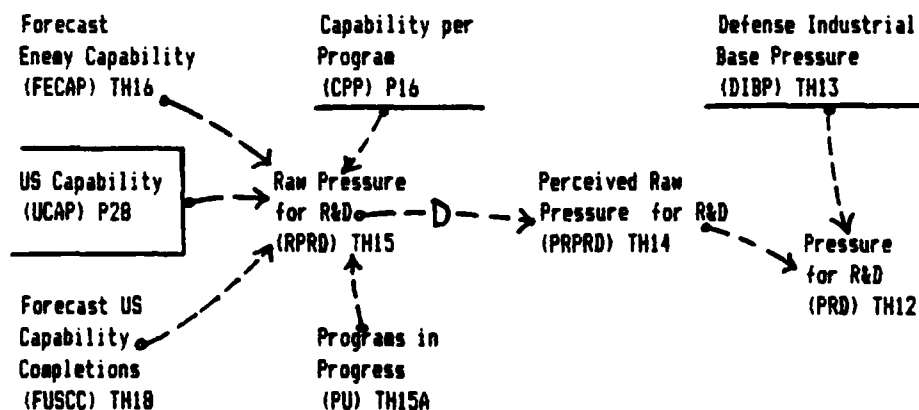 Forecast
Enemy Capability
(FECAP) TH16
Capability per
Program
(CPP) P16
Defense Industrial
Base Pressure
(DIBP) TH13
US Capability
(UCAP) P28
Raw Pressure
for R&D
(RPRD) TH15
D
Perceived Raw
Pressure for R&D
(PRPRD) TH14
Pressure
for R&D
(PRD) TH12
Forecast US
Capability
Completions
(FUSCC) TH18
Programs in
Progress
(PU) TH15A